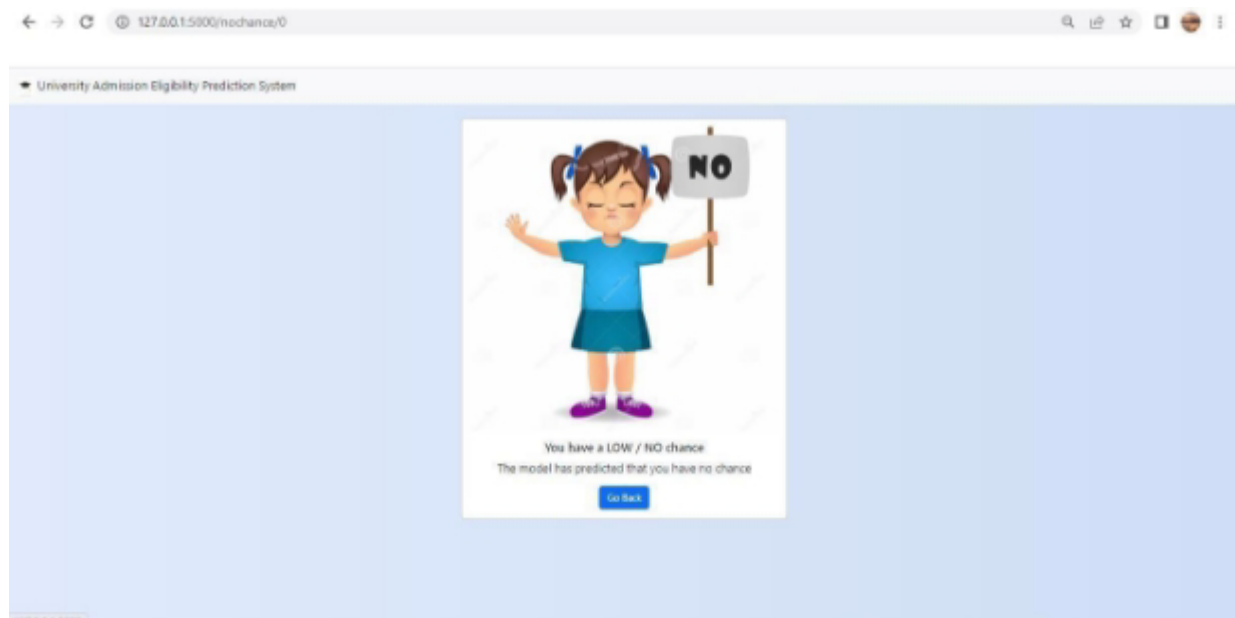 127.0.0.1:5000/nochance/0
University Admission Eligibility Prediction System
NO
You have a LOW / NO chance
The model has predicted that you have no chance
Go Back